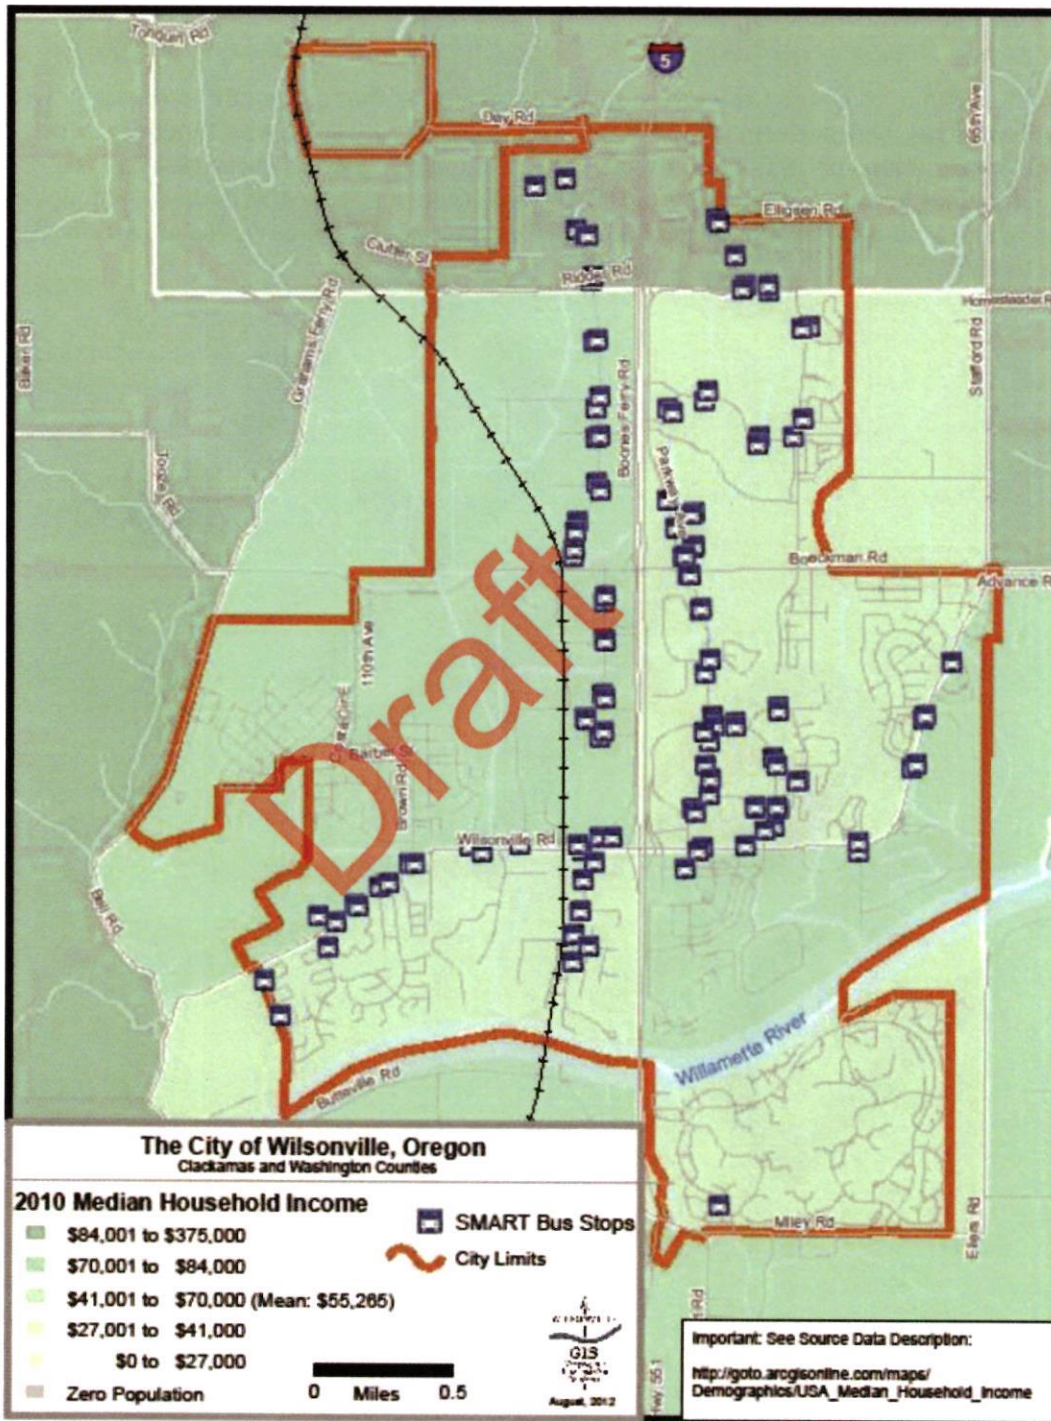 Tonquin Rd
5
Day Rd
65th Ave
Elligsen Rd
Clutter St
Ridder Rd
Grahams Ferry Rd
Homesteader R
Baker Rd
Stafford Rd
Boones Ferry Rd
Tooze Rd
Parkway Ave
Boeckman Rd
Advance R
Draft
110th Ave
Barber St
Brown Rd
Wilsonville Rd
Bell Rd
Willamette River
Butteville Rd
Miley Rd
Eilers Rd
Hwy 551
The City of Wilsonville, Oregon
Clackamas and Washington Counties
2010 Median Household Income
$84,001 to $375,000
$70,001 to $84,000
$41,001 to $70,000 (Mean: $55,265)
$27,001 to $41,000
$0 to $27,000
Zero Population
SMART Bus Stops
City Limits
0 Miles 0.5
WILSONVILLE
GIS
August, 2012
Important: See Source Data Description:
http://goto.arcgisonline.com/maps/
Demographics/USA_Median_Household_Income